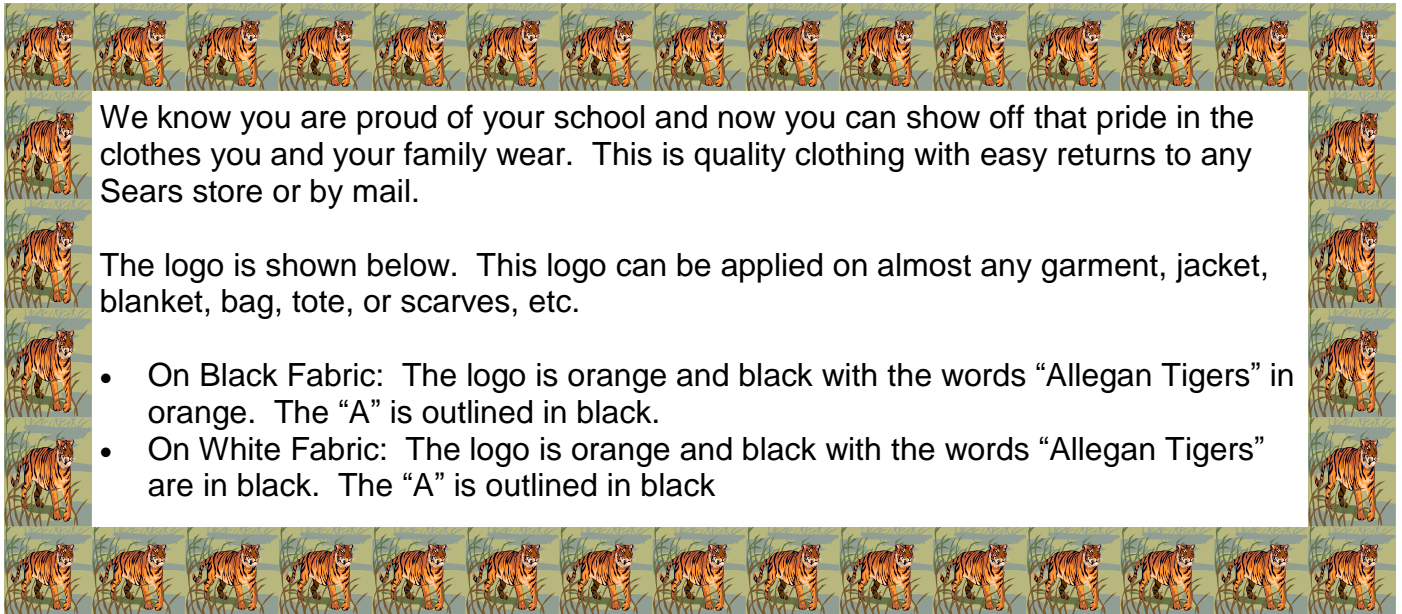 We know you are proud of your school and now you can show off that pride in the
clothes you and your family wear.  This is quality clothing with easy returns to any
Sears store or by mail.
The logo is shown below.  This logo can be applied on almost any garment, jacket,
blanket, bag, tote, or scarves, etc.
• On Black Fabric:  The logo is orange and black with the words “Allegan Tigers” in
orange.  The “A” is outlined in black.
• On White Fabric:  The logo is orange and black with the words “Allegan Tigers”
are in black.  The “A” is outlined in black